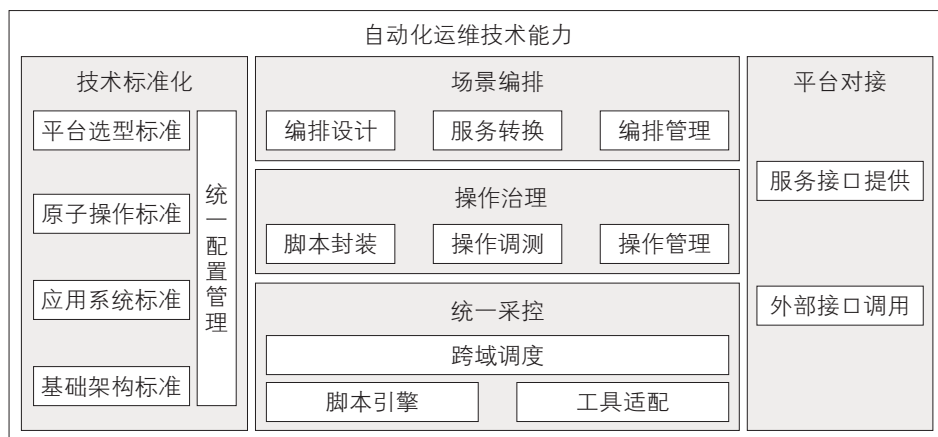 自动化运维技术能力
技术标准化
平台选型标准
原子操作标准
应用系统标准
基础架构标准
统一配置管理
场景编排
编排设计
服务转换
编排管理
操作治理
脚本封装
操作调测
操作管理
统一采控
跨域调度
脚本引擎
工具适配
平台对接
服务接口提供
外部接口调用